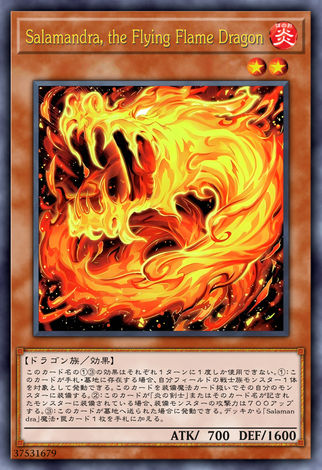 Salamandra, the Flying Flame Dragon
炎
【ドラゴン族／効果】
このカード名の①③の効果はそれぞれ１ターンに１度しか使用できない。①：こ
のカードが手札・墓地に存在する場合、自分フィールドの戦士族モンスター１体
を対象として発動できる。このカードを装備魔法カード扱いでその自分のモン
スターに装備する。②：このカードが「炎の剣士」またはそのカード名が記され
たモンスターに装備されている場合、装備モンスターの攻撃力は７００アップ
する。③：このカードが墓地へ送られた場合に発動できる。デッキから「Salaman
dra」魔法・罠カード１枚を手札に加える。
ATK/ 700 DEF/1600
37531679